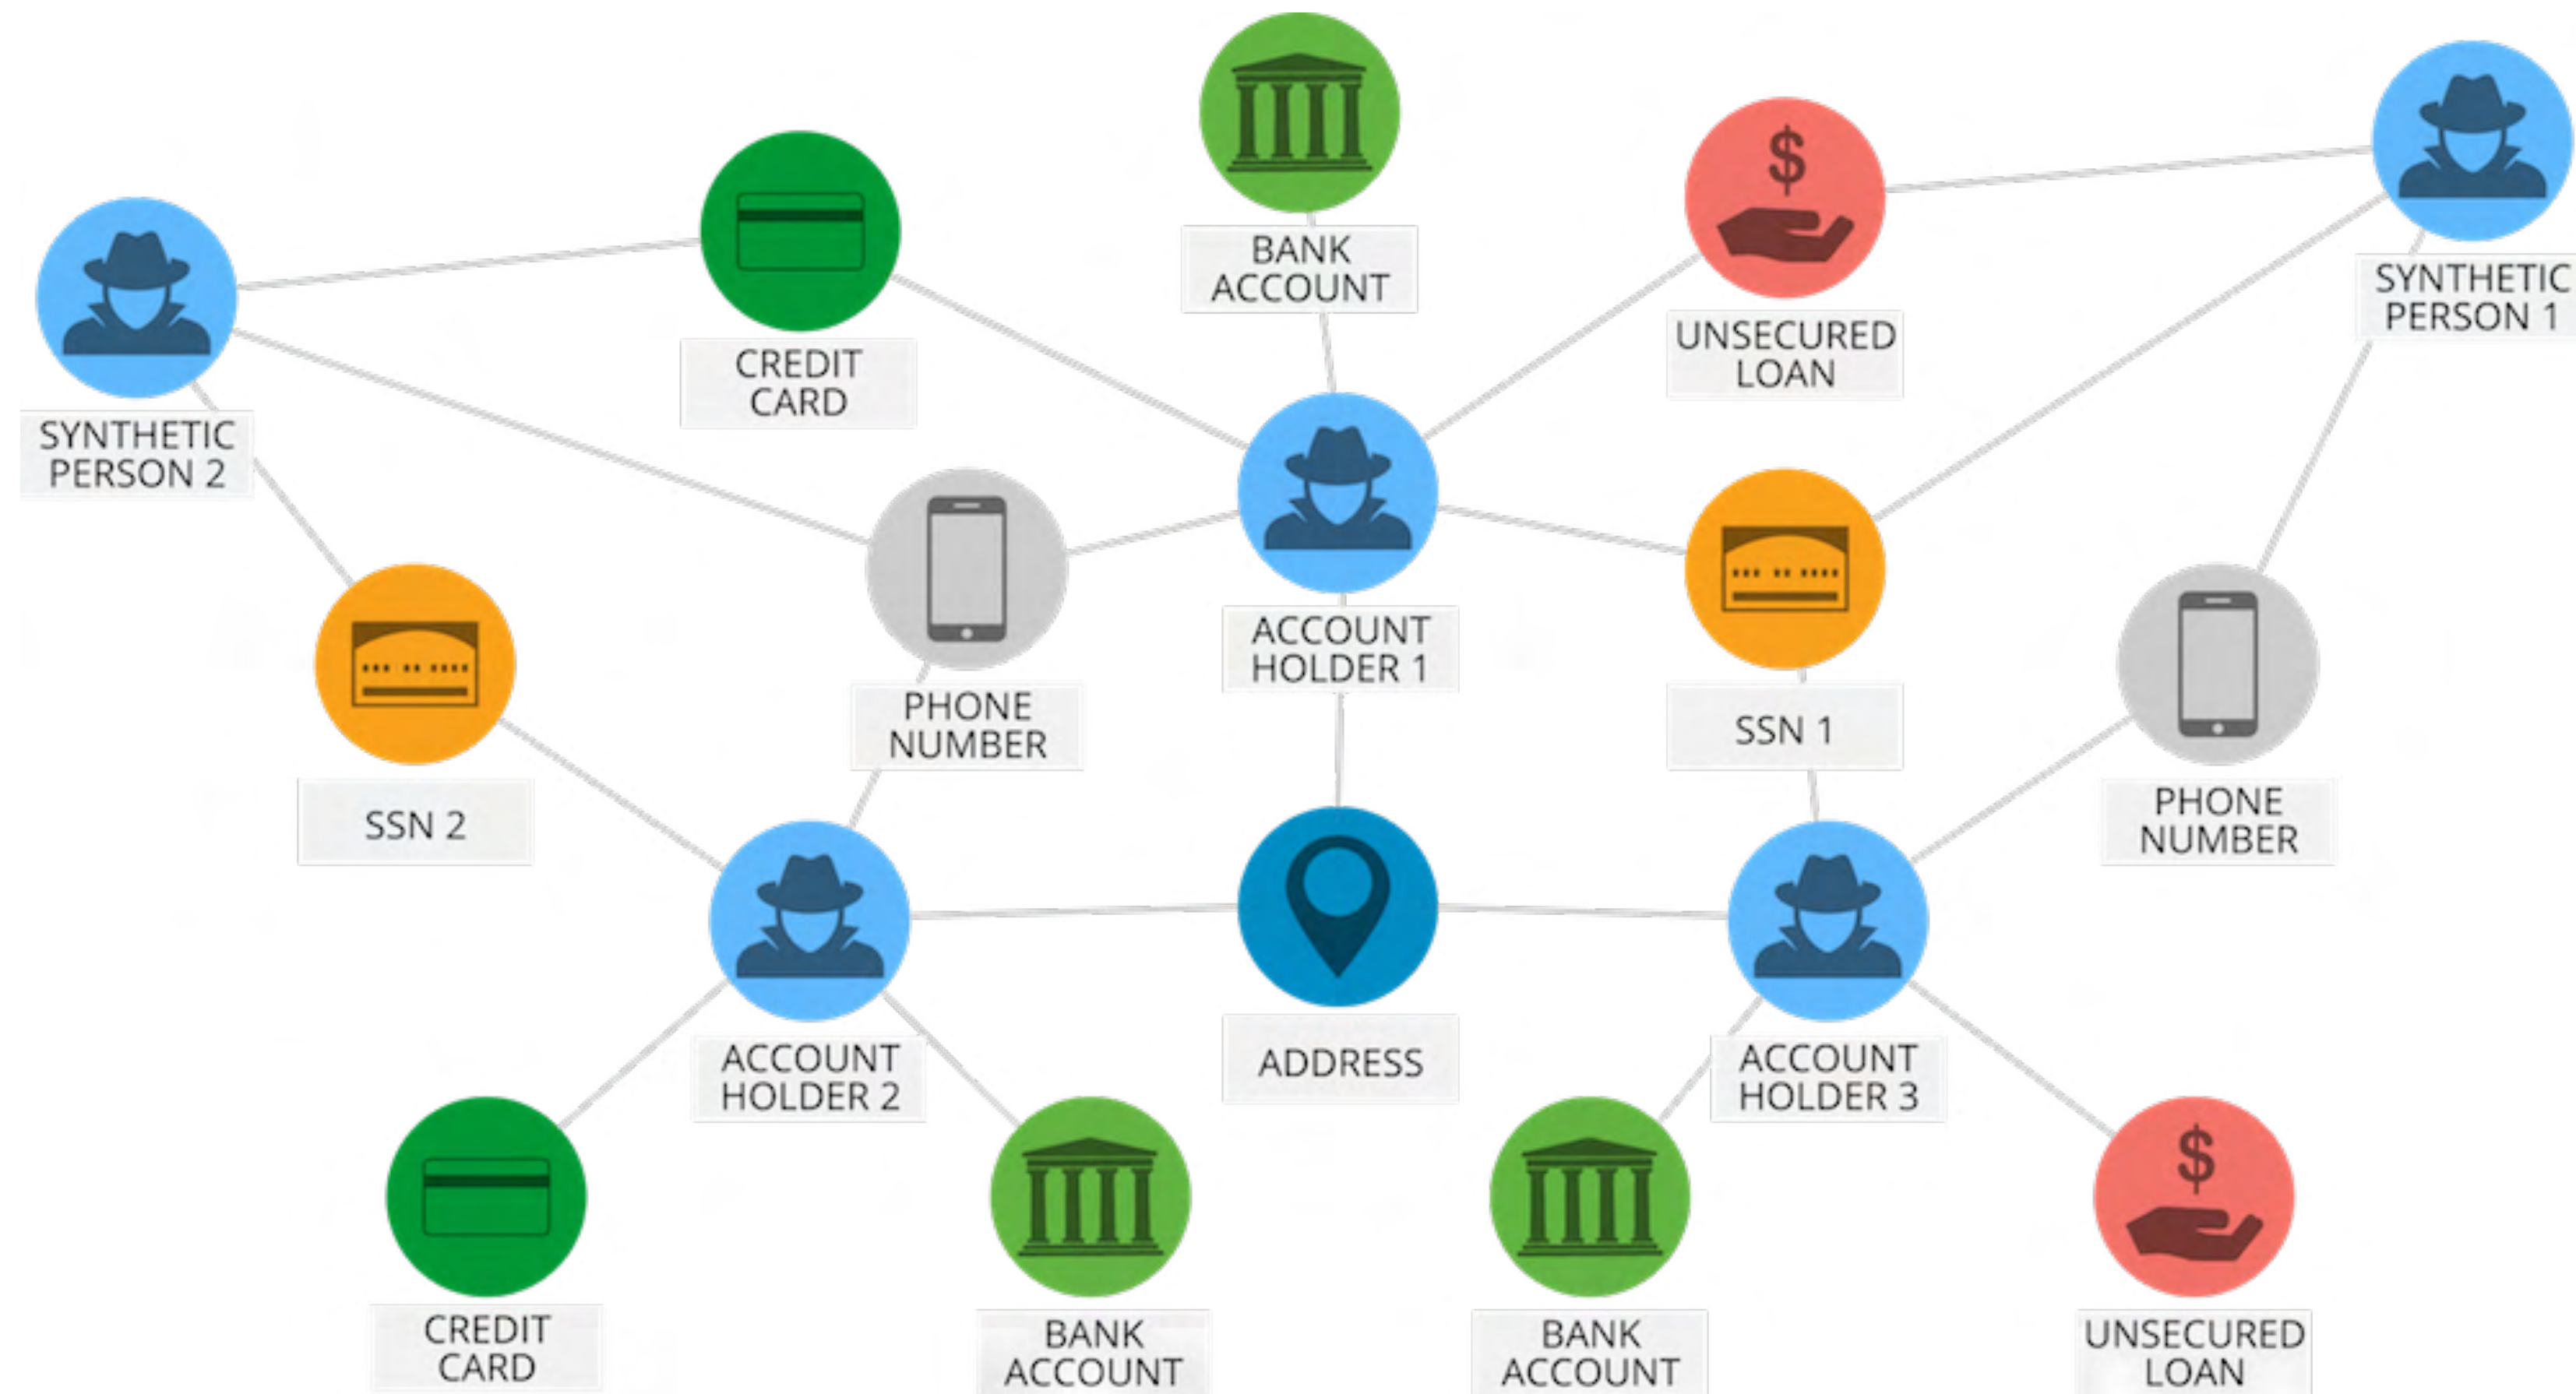 BANK
ACCOUNT
SYNTHETIC
PERSON 1
UNSECURED
LOAN
CREDIT
CARD
SYNTHETIC
PERSON 2
ACCOUNT
HOLDER 1
PHONE
NUMBER
SSN 1
SSN 2
PHONE
NUMBER
ACCOUNT
HOLDER 2
ADDRESS
ACCOUNT
HOLDER 3
CREDIT
CARD
BANK
ACCOUNT
BANK
ACCOUNT
UNSECURED
LOAN
$
$